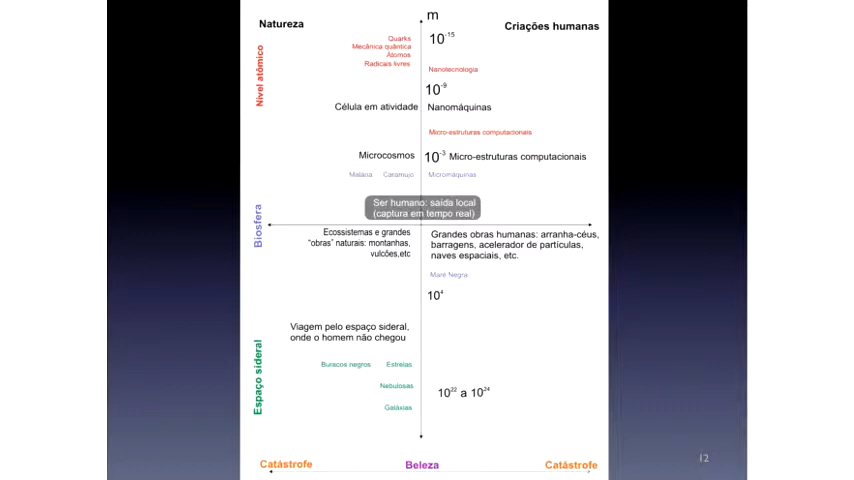 m
Natureza
Criações humanas
Quarks
Mecânica quântica
Átomos
Radicais livres
10-15
Nanotecnologia
Nível atômico
10-9
Célula em atividade
Nanomáquinas
Micro-estruturas computacionais
Microcosmos
10-3 Micro-estruturas computacionais
Malária Caramujo
Micromáquinas
Ser humano: saída local
(captura em tempo real)
Biosfera
Ecossistemas e grandes
"obras" naturais: montanhas,
vulcões,etc
Grandes obras humanas: arranha-céus,
barragens, acelerador de partículas,
naves espaciais, etc.
Maré Negra
104
Viagem pelo espaço sideral,
onde o homem não chegou
Espaço sideral
Buracos negros Estrelas
Nebulosas
Galáxias
1022 a 1024
Catástrofe
Beleza
Catástrofe
12